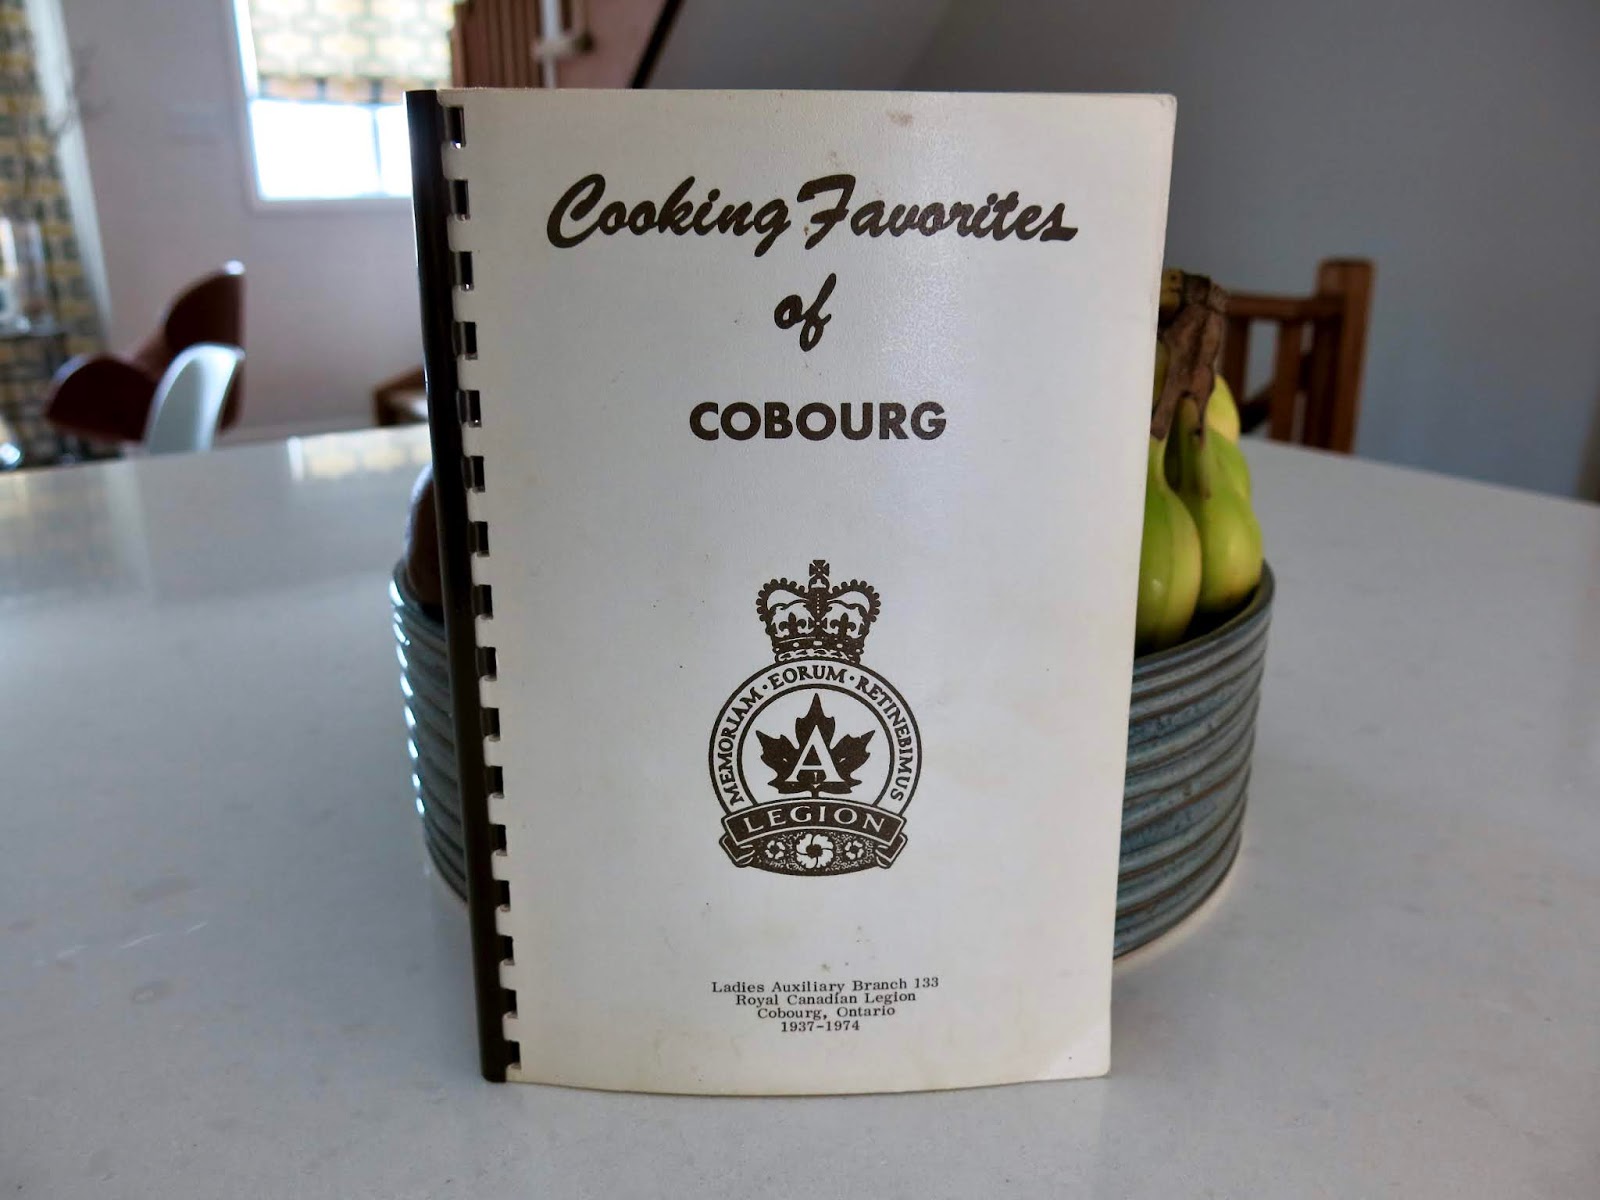 Cooking Favorites
of
COBOURG
MEMORIAM · EORUM · RETINEBIMUS
A
LEGION
Ladies Auxiliary Branch 133
Royal Canadian Legion
Cobourg, Ontario
1937-1974